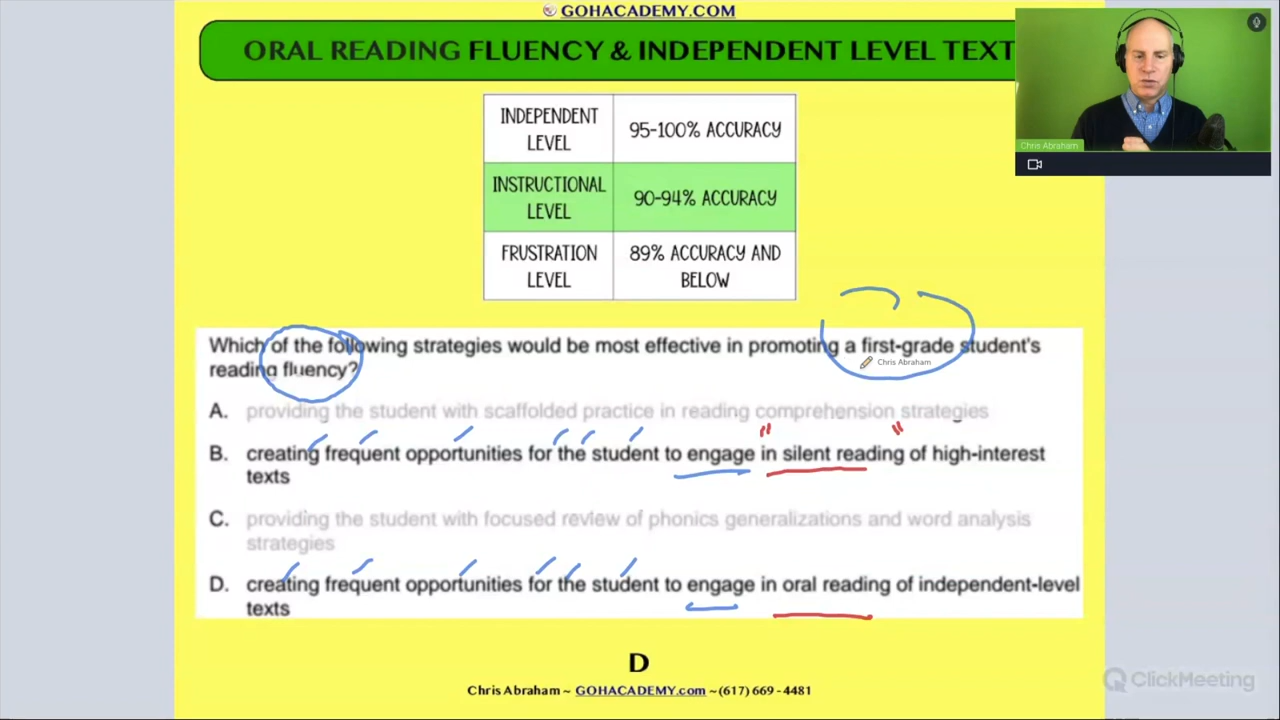 GOHACADEMY.COM
ORAL READING FLUENCY & INDEPENDENT LEVEL TEXT
Chris Abraham
INDEPENDENT LEVEL 95-100% ACCURACY
INSTRUCTIONAL LEVEL 90-94% ACCURACY
FRUSTRATION LEVEL 89% ACCURACY AND BELOW
Which of the following strategies would be most effective in promoting a first-grade student's
reading fluency?
Chris Abraham
A. providing the student with scaffolded practice in reading comprehension strategies
B. creating frequent opportunities for the student to engage in silent reading of high-interest
texts
C. providing the student with focused review of phonics generalizations and word analysis
strategies
D. creating frequent opportunities for the student to engage in oral reading of independent-level
texts
D
Chris Abraham ~ GOHACADEMY.com ~(617) 669 - 4481
ClickMeeting